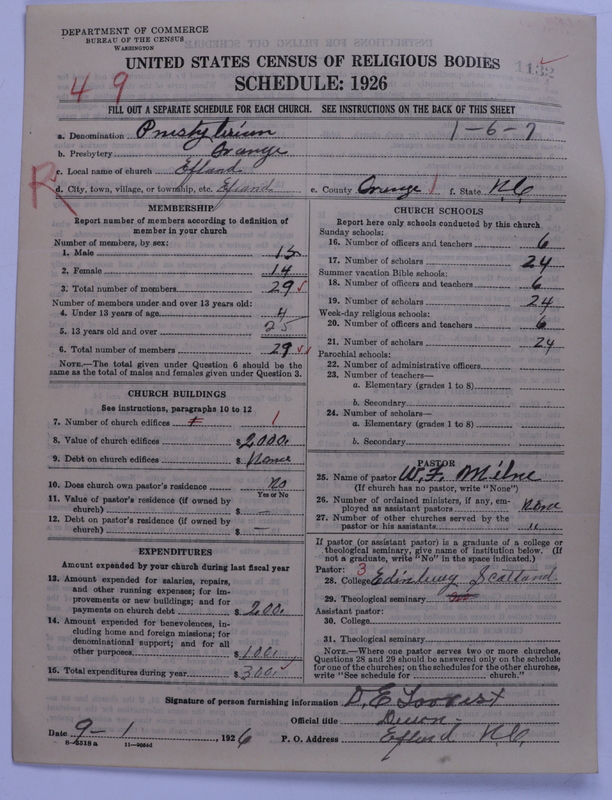 DEPARTMENT OF COMMERCE
BUREAU OF THE CENSUS
WASHINGTON
UNITED STATES CENSUS OF RELIGIOUS BODIES
1132
SCHEDULE: 1926
49
FILL OUT A SEPARATE SCHEDULE FOR EACH CHURCH. SEE INSTRUCTIONS ON THE BACK OF THIS SHEET
a. Denomination Presbyterian 1-6-7
b. Presbytery Orange
c. Local name of church Efland
R
d. City, town, village, or township, etc. Efland e. County Orange 1 f. State N.C.
MEMBERSHIP
Report number of members according to definition of
member in your church
Number of members, by sex:
1. Male 15
2. Female 14
3. Total number of members 29
Number of members under and over 13 years old:
4. Under 13 years of age 4
5. 13 years old and over 25
6. Total number of members 29
NOTE.—The total given under Question 6 should be
same as the total of males and females given under Question 3.
CHURCH BUILDINGS
See instructions, paragraphs 10 to 12
7. Number of church edifices 1
8. Value of church edifices $2000.
9. Debt on church edifices $ None
10. Does church own pastor's residence no
Yes or No
11. Value of pastor's residence (if owned by
church) $ —
12. Debt on pastor's residence (if owned by
church) $ —
EXPENDITURES
Amount expended by your church during last fiscal year
13. Amount expended for salaries, repairs,
and other running expenses; for im-
provements or new buildings; and for
payments on church debt $200.
14. Amount expended for benevolences, in-
cluding home and foreign missions; for
denominational support; and for all
other purposes $100.
15. Total expenditures during year $300.
CHURCH SCHOOLS
Report here only schools conducted by this church
Sunday schools:
16. Number of officers and teachers 6
17. Number of scholars 24
Summer vacation Bible schools:
18. Number of officers and teachers 6
19. Number of scholars 24
Week-day religious schools:
20. Number of officers and teachers 6
21. Number of scholars 24
Parochial schools:
22. Number of administrative officers
23. Number of teachers—
a. Elementary (grades 1 to 8)
b. Secondary
24. Number of scholars—
a. Elementary (grades 1 to 8)
b. Secondary
PASTOR
25. Name of pastor W. F. Milne
(If church has no pastor, write "None")
26. Number of ordained ministers, if any, em-
ployed as assistant pastors None
27. Number of other churches served by the
pastor or his assistants "
If pastor (or assistant pastor) is a graduate of a college or
theological seminary, give name of institution below. (If
not a graduate, write "No" in the space indicated.)
Pastor: 3
28. College Edinburg Scotland
29. Theological seminary
Assistant pastor:
30. College
31. Theological seminary
NOTE.—Where one pastor serves two or more churches,
Questions 28 and 29 should be answered only on the schedule
for one of the churches; on the schedules for the other churches,
write "See schedule for church."
Signature of person furnishing information D. E.
Official title
Date 9-1, 1926 P. O. Address Efland N.C.
8-5318 a